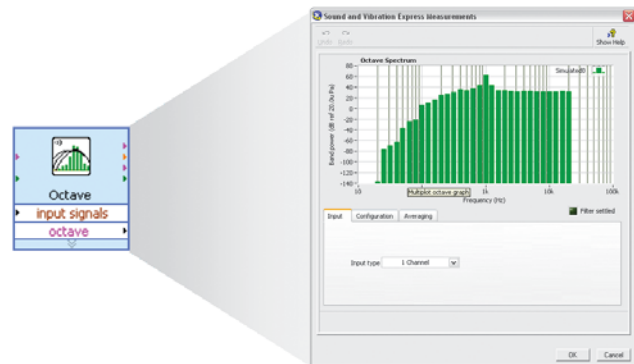 Sound and Vibration Express Measurements
Undo
Show Help
Octave Spectrum
Simulated0
80
60
40
20
0
-20
-40
-60
-80
-100
-120
-140
Band power (dB ref 20.0u Pa)
10
1k
10k
100k
Multiplot octave graph
Frequency (Hz)
Input
Configuration
Averaging
Filter settled
Input type
1 Channel
OK
Cancel
Octave
input signals
octave